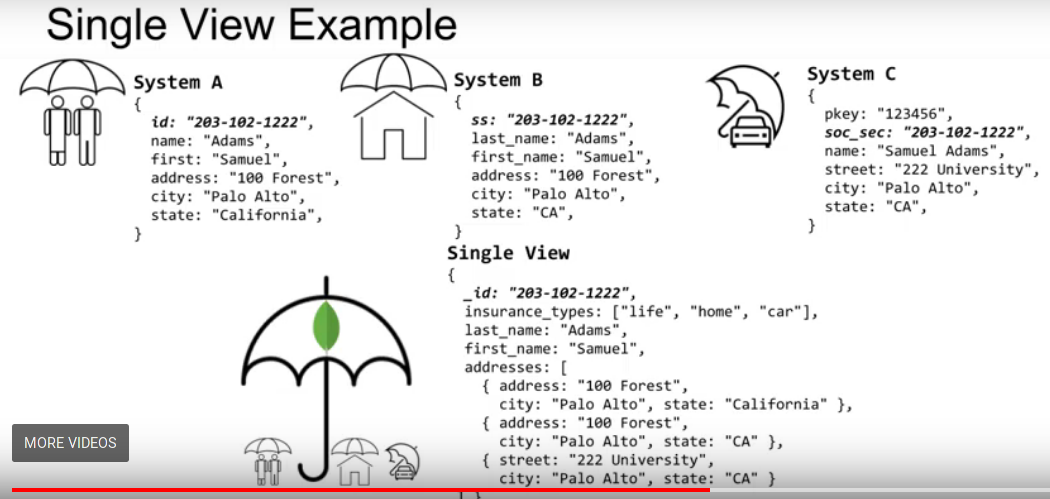 Single View Example
System A
{
id: "203-102-1222",
name: "Adams",
first: "Samuel",
address: "100 Forest",
city: "Palo Alto",
state: "California",
}
System B
{
ss: "203-102-1222",
last_name: "Adams",
first_name: "Samuel",
address: "100 Forest",
city: "Palo Alto",
state: "CA",
}
System C
{
pkey: "123456",
soc_sec: "203-102-1222",
name: "Samuel Adams",
street: "222 University",
city: "Palo Alto",
state: "CA",
}
Single View
{
_id: "203-102-1222",
insurance_types: ["life", "home", "car"],
last_name: "Adams",
first_name: "Samuel",
addresses: [
{ address: "100 Forest",
city: "Palo Alto", state: "California" },
{ address: "100 Forest",
city: "Palo Alto", state: "CA" },
{ street: "222 University",
city: "Palo Alto", state: "CA" }
MORE VIDEOS